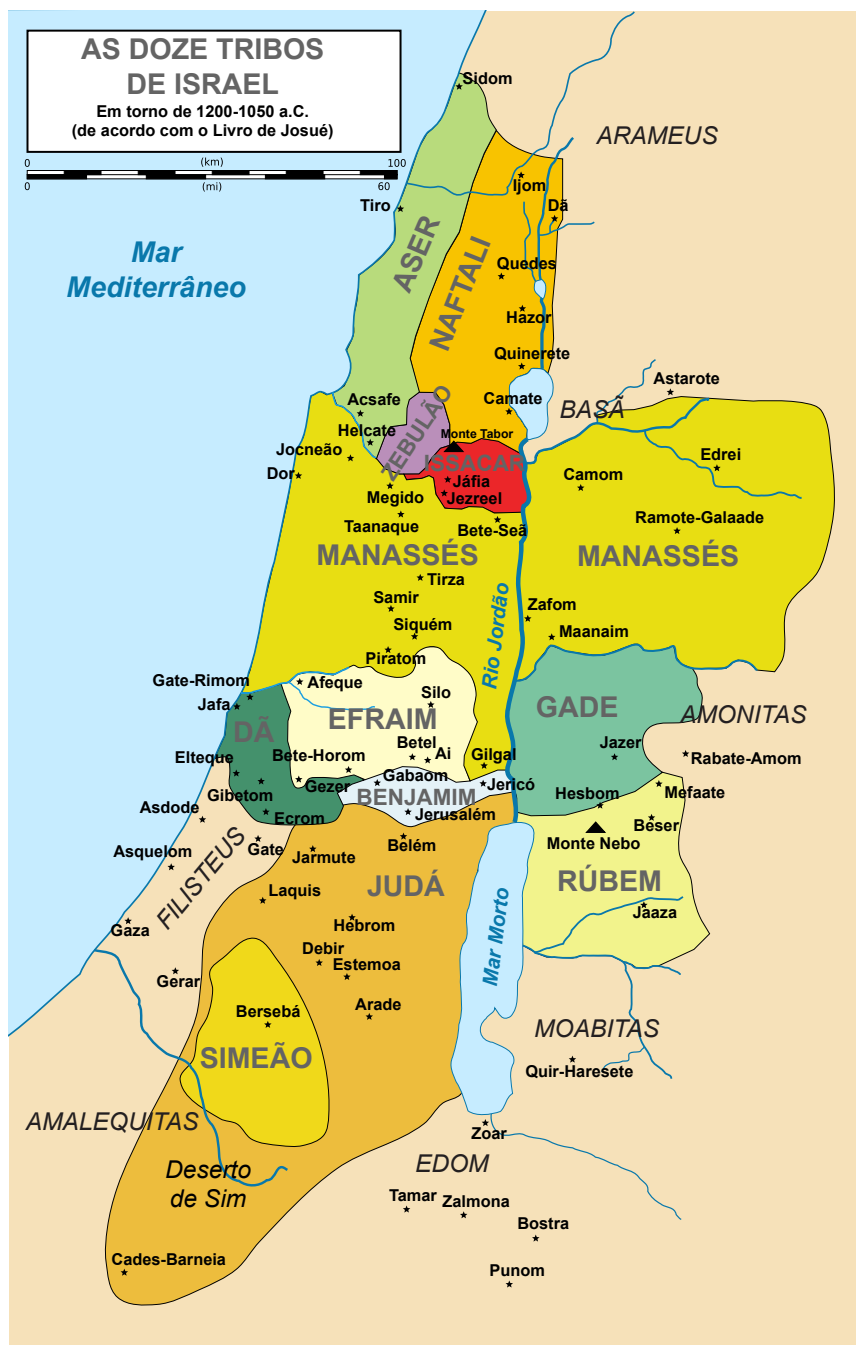 AS DOZE TRIBOS
DE ISRAEL
Em torno de 1200-1050 a.C.
(de acordo com o Livro de Josué)
0 (km) 100
0 (mi) 60
Sidom
ARAMEUS
Ijom
Tiro
Dã
ASER
Mar
Mediterrâneo
NAFTALI
Quedes
Hazor
Quinerete
Astarote
Acsafe
Camate
BASÃ
ZEBULÃO
Helcate
Monte Tabor
Jocneão
ISSACAR
Edrei
Dor
Jáfia
Camom
Megido
Jezreel
Taanaque
Bete-Seã
Ramote-Galaade
MANASSÉS
MANASSÉS
Tirza
Samir
Rio Jordão
Zafom
Siquém
Maanaim
Piratom
Gate-Rimom
Afeque
Jafa
Silo
GADE
DÃ
EFRAIM
AMONITAS
Elteque
Bete-Horom
Betel
Ai
Gilgal
Jazer
Rabate-Amom
Gibetom
Gezer
Gabaom
Jericó
Mefaate
BENJAMIM
Hesbom
Asdode
Ecrom
Jerusalém
Beser
Asquelom
FILISTEUS
Gate
Jarmute
Belém
Monte Nebo
Laquis
JUDÁ
RÚBEM
Gaza
Hebrom
Jaaza
Debir
Mar Morto
Gerar
Estemoa
Bersebá
Arade
MOABITAS
SIMEÃO
Quir-Haresete
AMALEQUITAS
Zoar
Deserto
de Sim
EDOM
Tamar
Zalmona
Bostra
Cades-Barneia
Punom